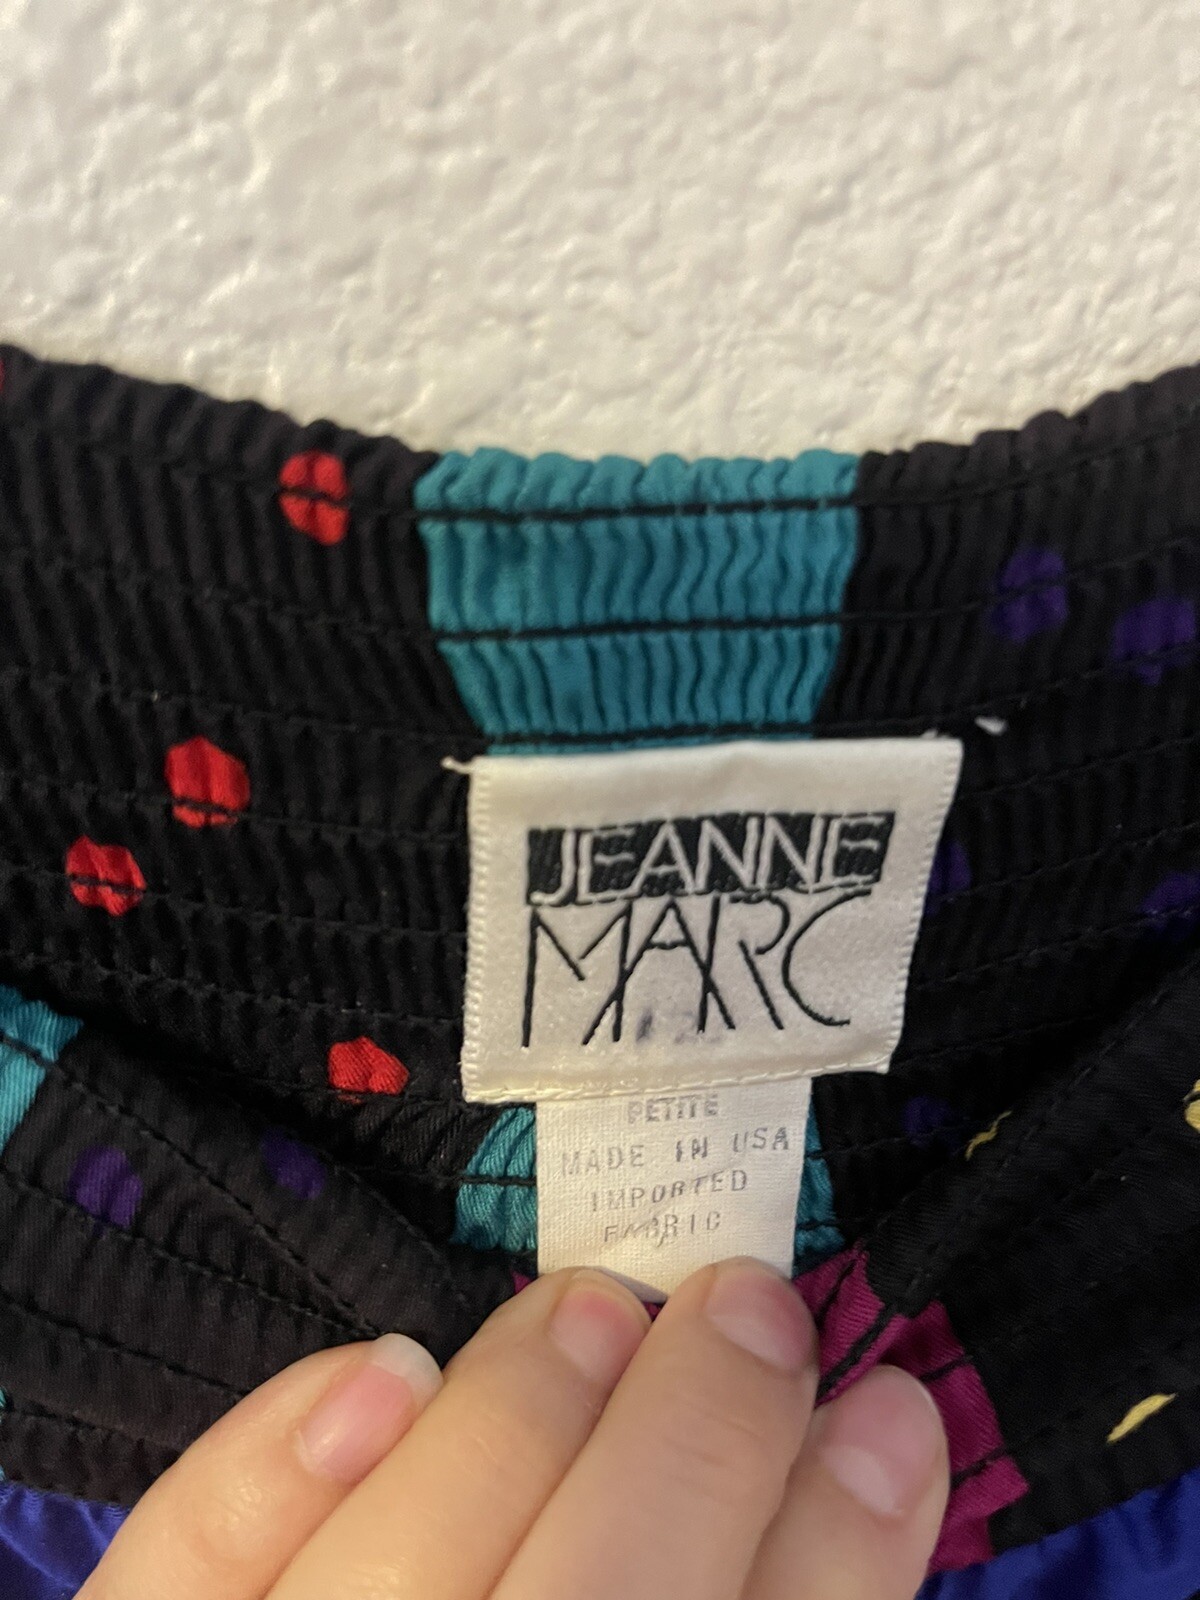 JEANNE
MARC
PETITE
MADE IN USA
IMPORTED
FABRIC